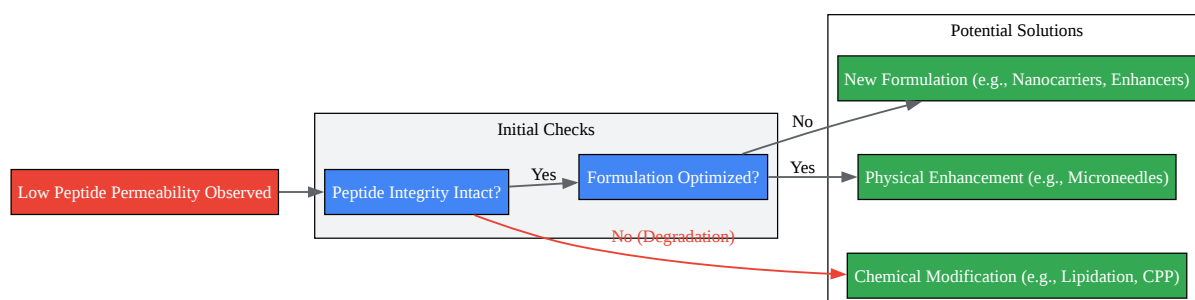 Potential Solutions
New Formulation (e.g., Nanocarriers, Enhancers)
No
Initial Checks
Low Peptide Permeability Observed
Peptide Integrity Intact?
Yes
Formulation Optimized?
Yes
Physical Enhancement (e.g., Microneedles)
No (Degradation)
Chemical Modification (e.g., Lipidation, CPP)